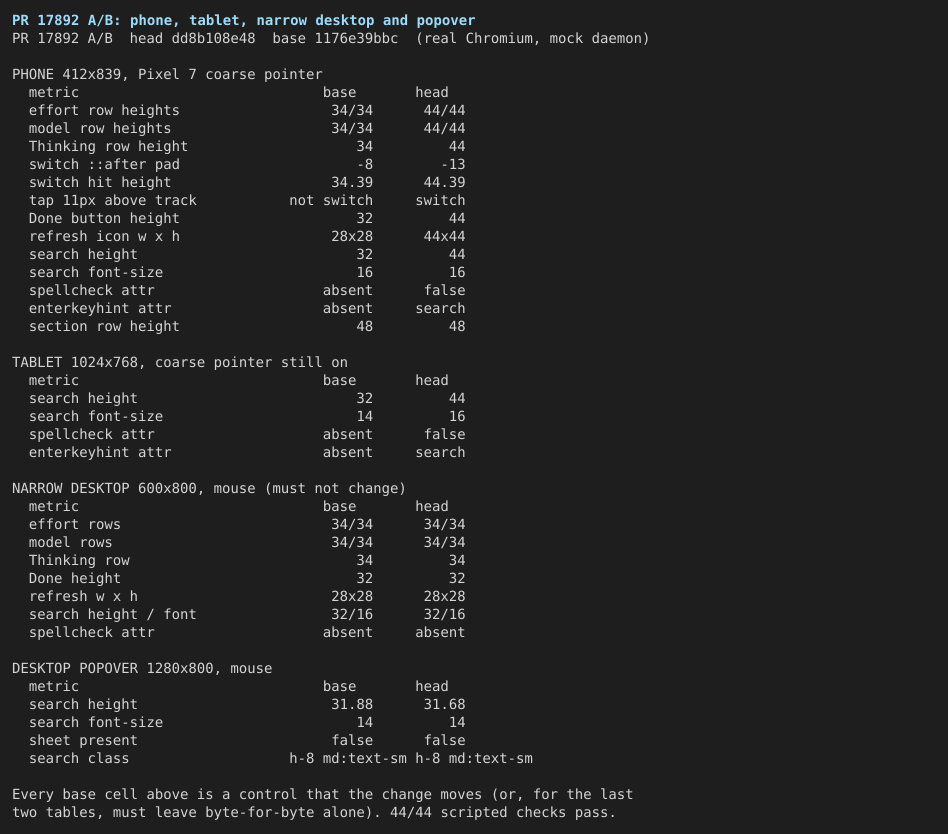 PR 17892 A/B: phone, tablet, narrow desktop and popover
PR 17892 A/B  head dd8b108e48  base 1176e39bbc  (real Chromium, mock daemon)

PHONE 412x839, Pixel 7 coarse pointer
  metric                             base       head
  effort row heights                  34/34      44/44
  model row heights                   34/34      44/44
  Thinking row height                    34         44
  switch ::after pad                     -8        -13
  switch hit height                   34.39      44.39
  tap 11px above track           not switch     switch
  Done button height                     32         44
  refresh icon w x h                  28x28      44x44
  search height                          32         44
  search font-size                       16         16
  spellcheck attr                    absent      false
  enterkeyhint attr                  absent     search
  section row height                     48         48

TABLET 1024x768, coarse pointer still on
  metric                             base       head
  search height                          32         44
  search font-size                       14         16
  spellcheck attr                    absent      false
  enterkeyhint attr                  absent     search

NARROW DESKTOP 600x800, mouse (must not change)
  metric                             base       head
  effort rows                         34/34      34/34
  model rows                          34/34      34/34
  Thinking row                           34         34
  Done height                            32         32
  refresh w x h                       28x28      28x28
  search height / font                32/16      32/16
  spellcheck attr                    absent     absent

DESKTOP POPOVER 1280x800, mouse
  metric                             base       head
  search height                       31.88      31.68
  search font-size                       14         14
  sheet present                       false      false
  search class                   h-8 md:text-sm h-8 md:text-sm

Every base cell above is a control that the change moves (or, for the last
two tables, must leave byte-for-byte alone). 44/44 scripted checks pass.